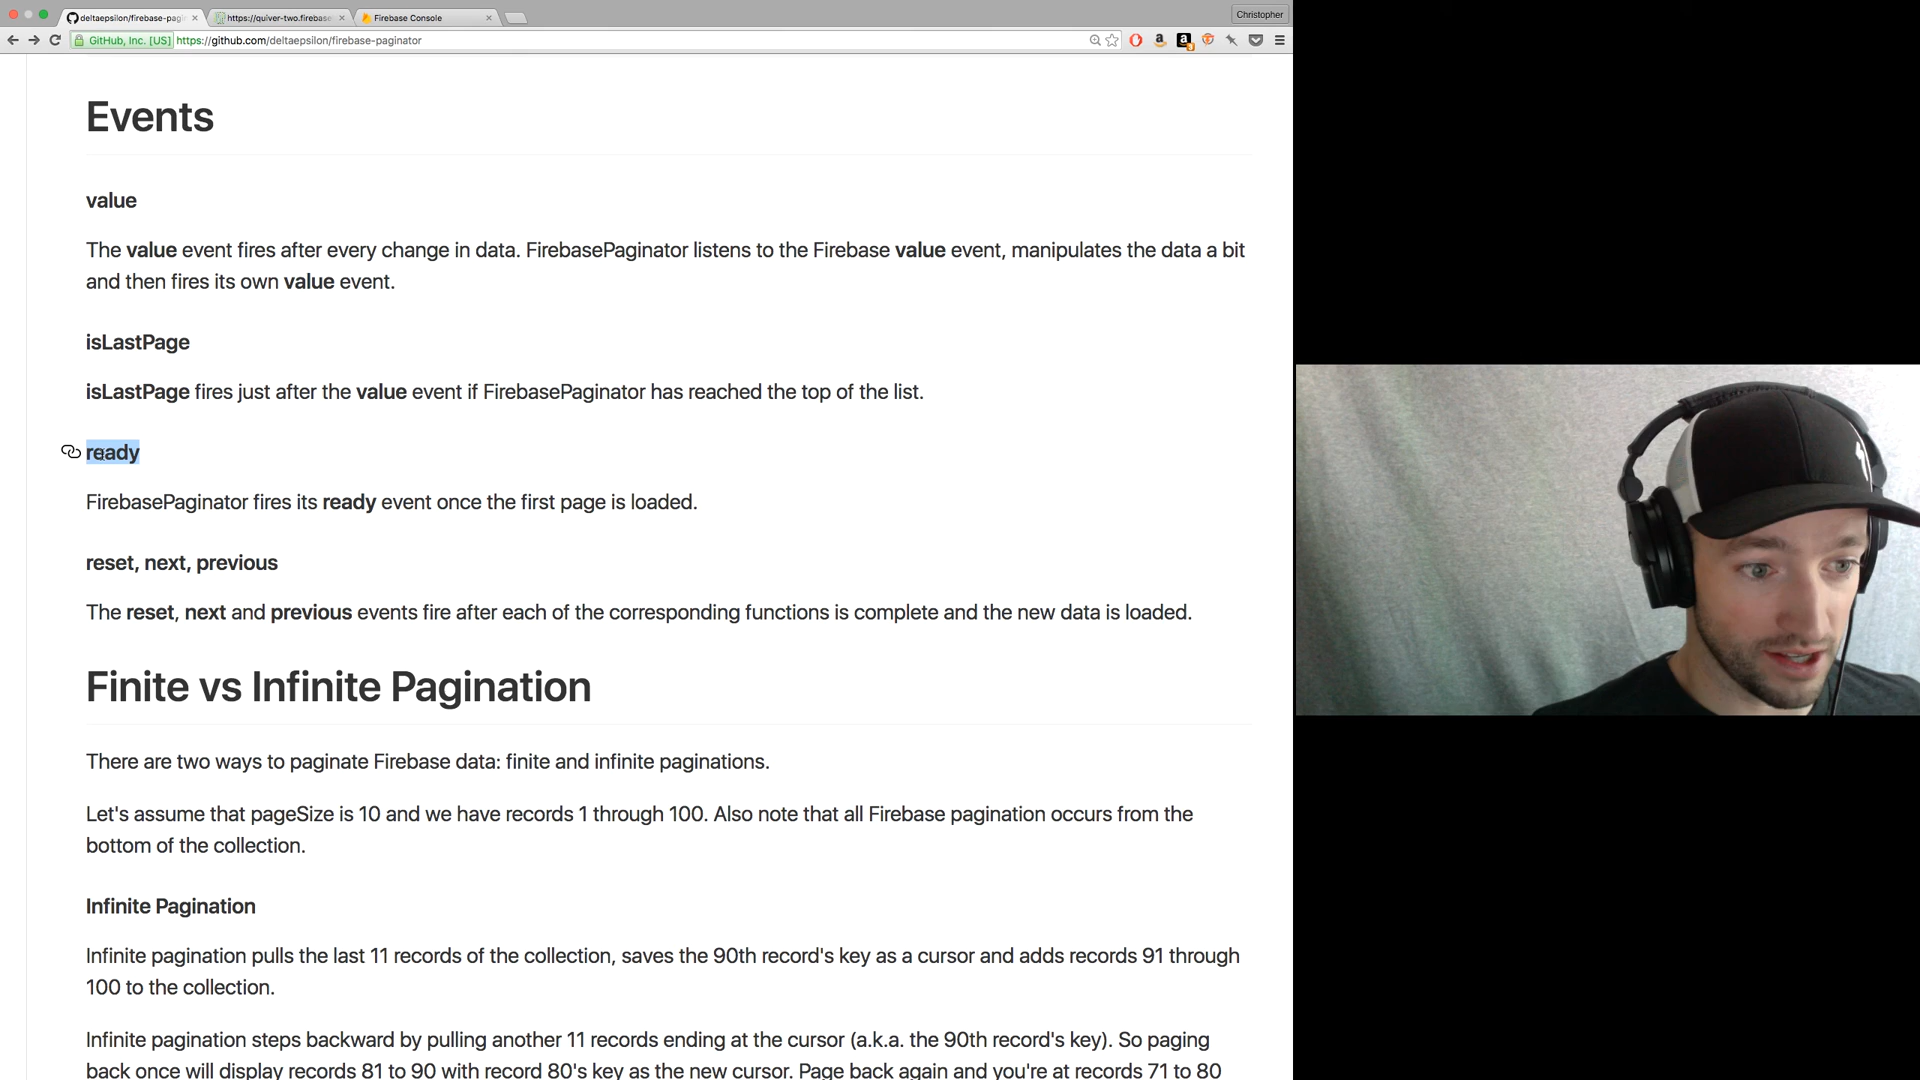 deltaepsilon/firebase-pagi
https://quiver-two.firebase
Firebase Console
Christopher
GitHub, Inc. [US] https://github.com/deltaepsilon/firebase-paginator
Events
value
The value event fires after every change in data. FirebasePaginator listens to the Firebase value event, manipulates the data a bit
and then fires its own value event.
isLastPage
isLastPage fires just after the value event if FirebasePaginator has reached the top of the list.
ready
FirebasePaginator fires its ready event once the first page is loaded.
reset, next, previous
The reset, next and previous events fire after each of the corresponding functions is complete and the new data is loaded.
Finite vs Infinite Pagination
There are two ways to paginate Firebase data: finite and infinite paginations.
Let's assume that pageSize is 10 and we have records 1 through 100. Also note that all Firebase pagination occurs from the
bottom of the collection.
Infinite Pagination
Infinite pagination pulls the last 11 records of the collection, saves the 90th record's key as a cursor and adds records 91 through
100 to the collection.
Infinite pagination steps backward by pulling another 11 records ending at the cursor (a.k.a. the 90th record's key). So paging
back once will display records 81 to 90 with record 80's key as the new cursor. Page back again and you're at records 71 to 80